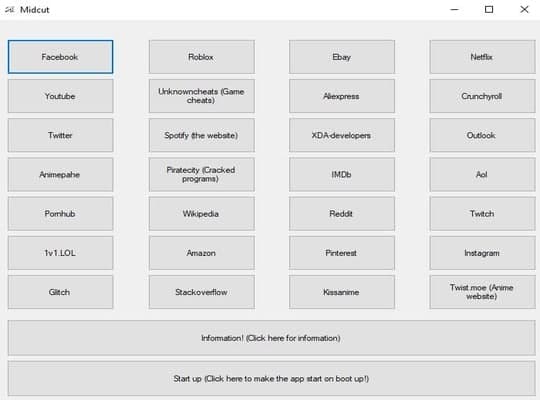 Midcut
Facebook
Roblox
Ebay
Netflix
Youtube
Unknowncheats (Game
cheats)
Aliexpress
Crunchyroll
Twitter
Spotify (the website)
XDA-developers
Outlook
Animepahe
Piratecity (Cracked
programs)
IMDb
Aol
Pornhub
Wikipedia
Reddit
Twitch
1v1.LOL
Amazon
Pinterest
Instagram
Glitch
Stackoverflow
Kissanime
Twist.moe (Anime
website)
Information! (Click here for information)
Start up (Click here to make the app start on boot up!)